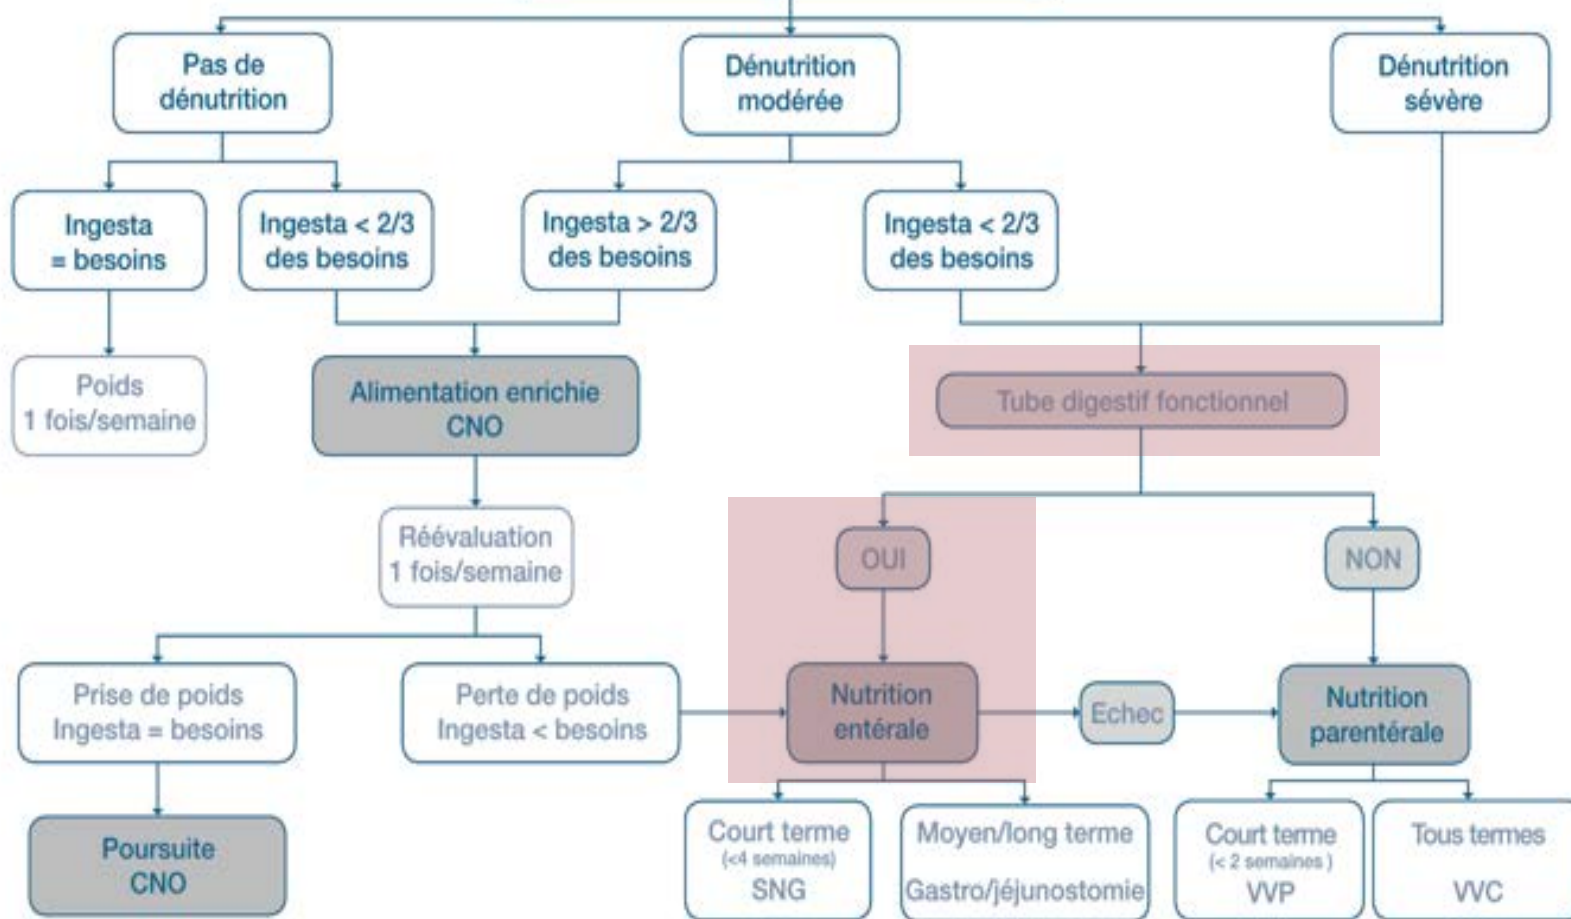 Pas de
dénutrition
Dénutrition
modérée
Dénutrition
sévère
Ingesta
= besoins
Ingesta < 2/3
des besoins
Ingesta > 2/3
des besoins
Ingesta < 2/3
des besoins
Poids
1 fois/semaine
Alimentation enrichie
CNO
Tube digestif fonctionnel
Réévaluation
1 fois/semaine
OUI
NON
Prise de poids
Ingesta = besoins
Perte de poids
Ingesta < besoins
Nutrition
entérale
Echec
Nutrition
parentérale
Poursuite
CNO
Court terme
(<4 semaines)
SNG
Moyen/long terme
Gastro/jéjunostomie
Court terme
(< 2 semaines )
VVP
Tous termes
VVC